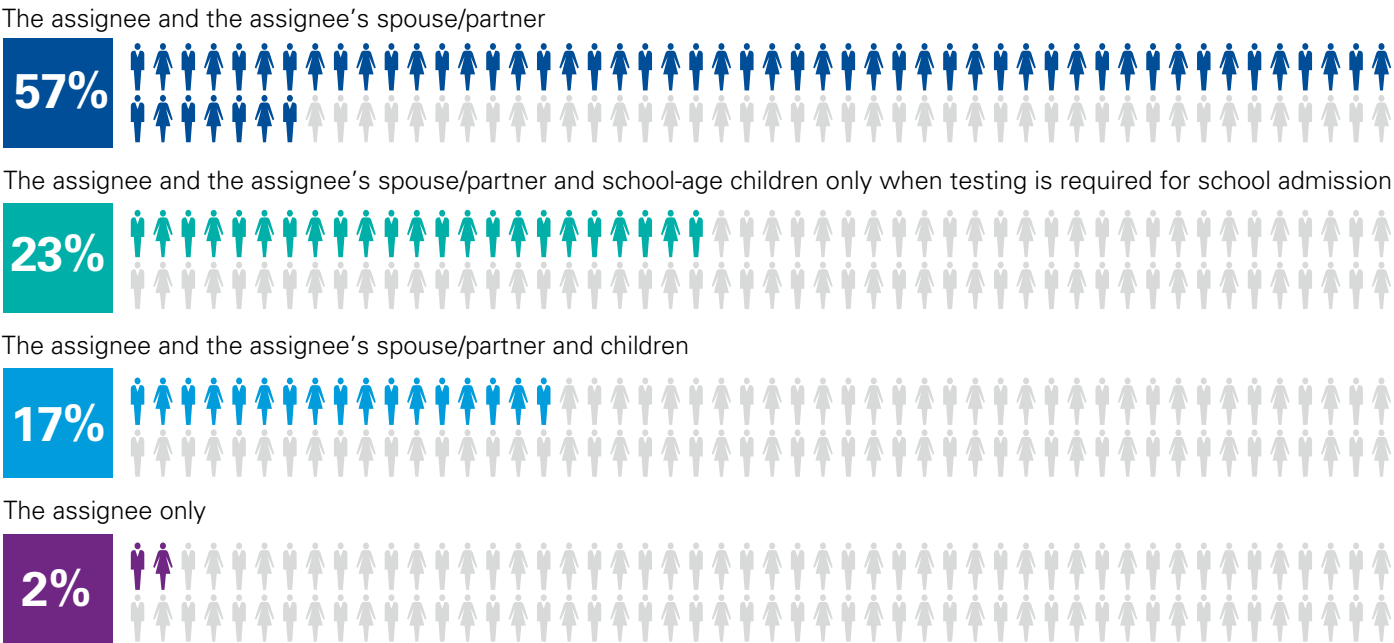 The assignee and the assignee’s spouse/partner
57%
The assignee and the assignee’s spouse/partner and school-age children only when testing is required for school admission
23%
The assignee and the assignee’s spouse/partner and children
17%
The assignee only
2%